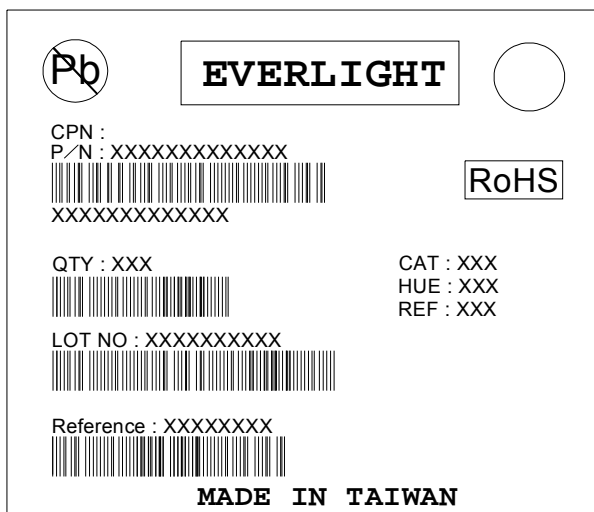 Pb
EVERLIGHT
CPN :
P／N : XXXXXXXXXXXXX
RoHS
XXXXXXXXXXXXX
QTY : XXX
CAT : XXX
HUE : XXX
REF : XXX
LOT NO : XXXXXXXXXX
Reference : XXXXXXXX
MADE IN TAIWAN